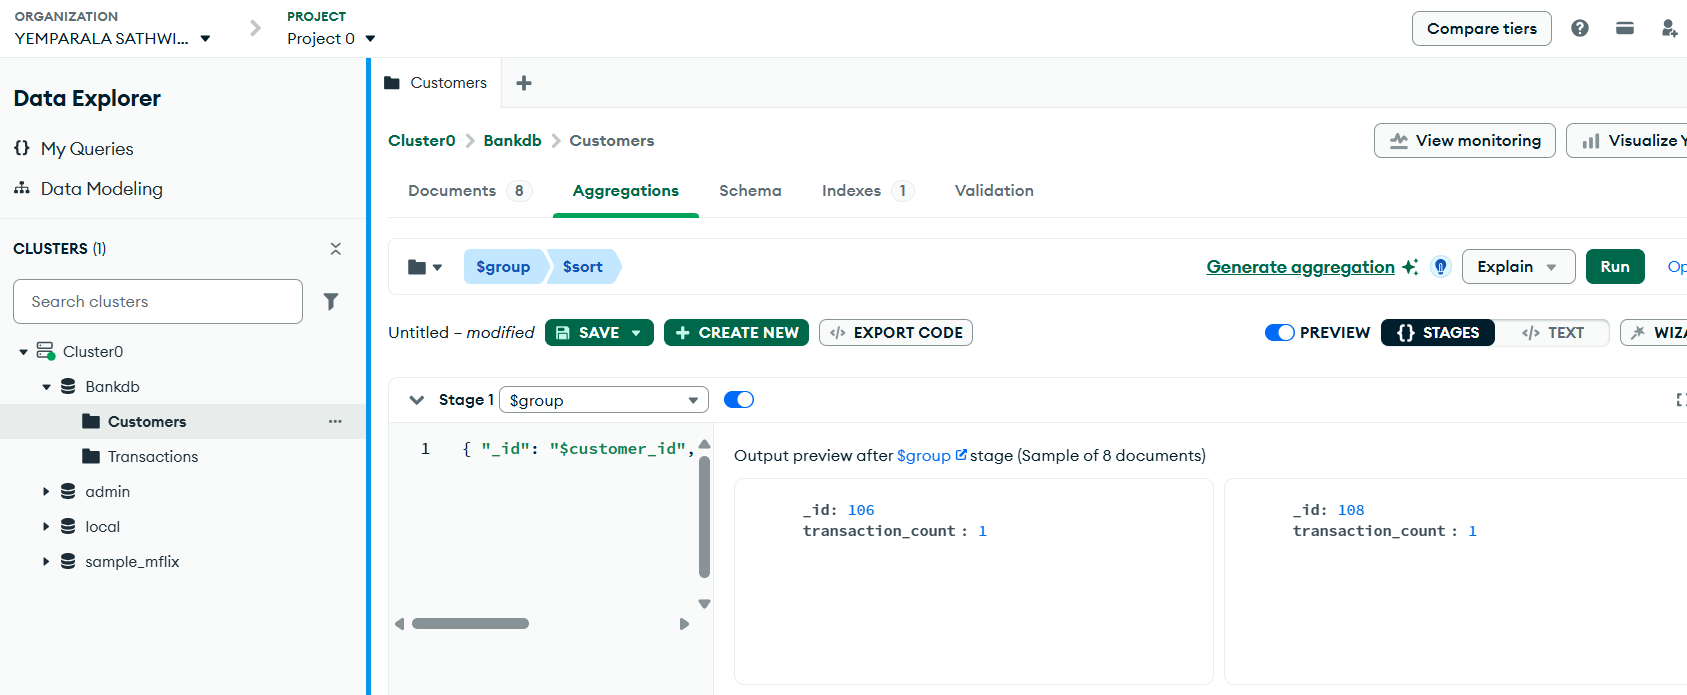 ORGANIZATION
YEMPARALA SATHWI...
PROJECT
Project 0
Compare tiers
Data Explorer
{} My Queries
Data Modeling
CLUSTERS (1)
Search clusters
Cluster0
Bankdb
Customers
Transactions
admin
local
sample_mflix
Customers
Cluster0 > Bankdb > Customers
View monitoring
Visualize Y
Documents 8 Aggregations Schema Indexes 1 Validation
$group $sort
Generate aggregation
Explain
Run
Op
Untitled – modified
SAVE
+ CREATE NEW
</> EXPORT CODE
PREVIEW
{} STAGES
</> TEXT
WIZA
Stage 1 $group
1 { "_id": "$customer_id",
Output preview after $group stage (Sample of 8 documents)
_id: 106
transaction_count : 1
_id: 108
transaction_count : 1